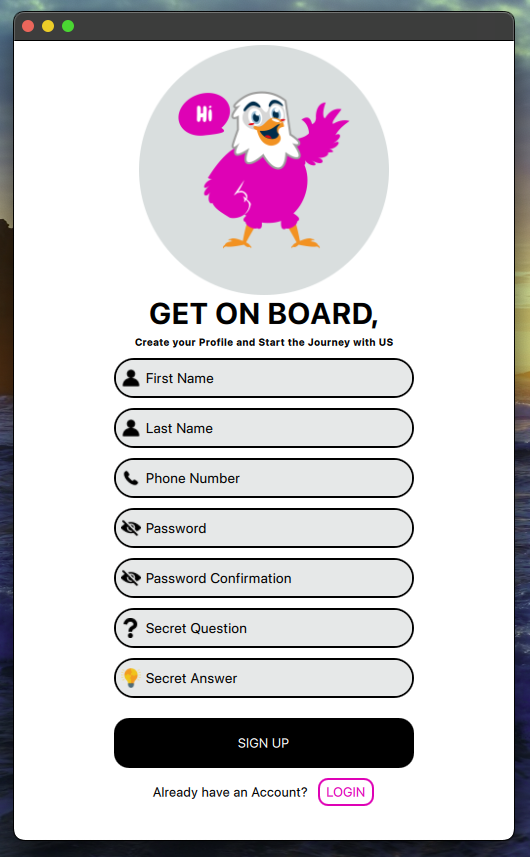 Hi
GET ON BOARD,
Create your Profile and Start the Journey with US
First Name
Last Name
Phone Number
Password
Password Confirmation
Secret Question
Secret Answer
SIGN UP
Already have an Account? LOGIN